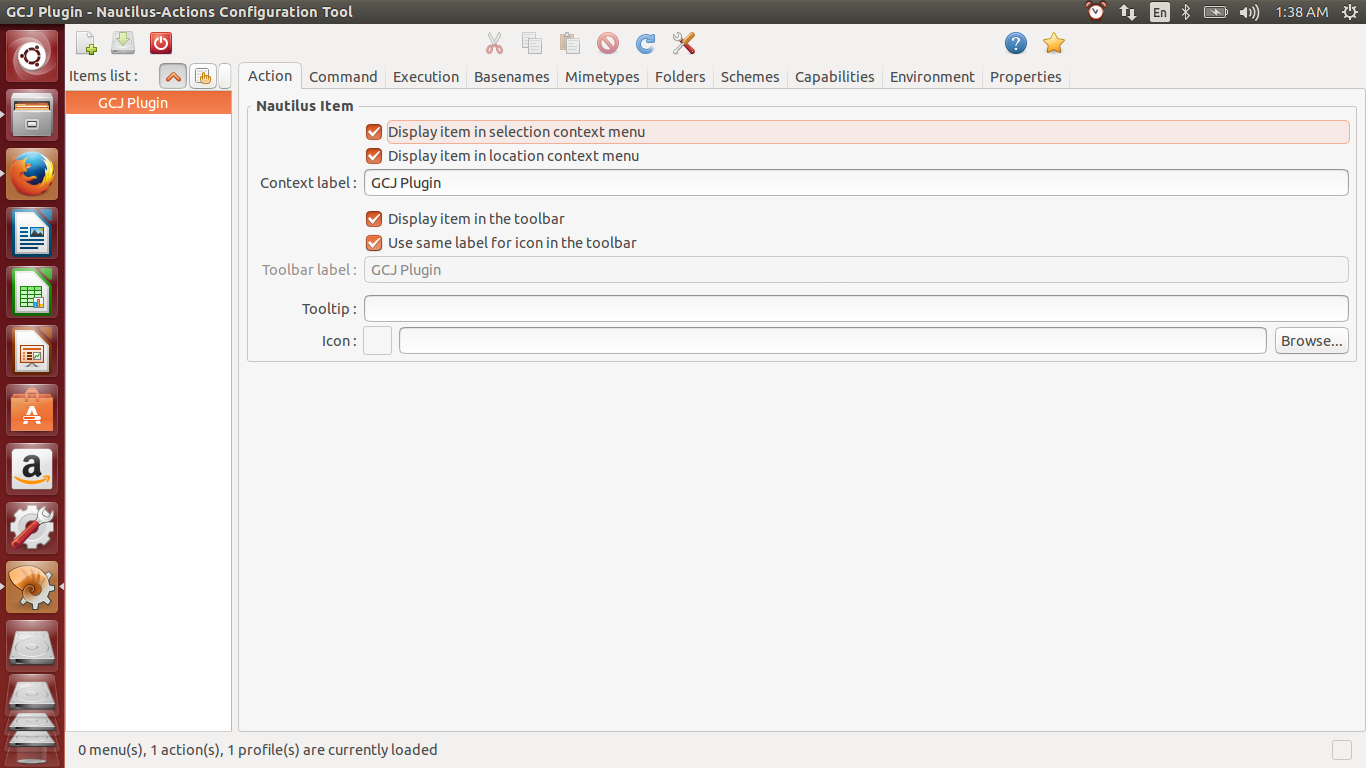 GCJ Plugin - Nautilus-Actions Configuration Tool
En
1:38 AM
Items list :
GCJ Plugin
Action Command Execution Basenames Mimetypes Folders Schemes Capabilities Environment Properties
Nautilus Item
Display item in selection context menu
Display item in location context menu
Context label : GCJ Plugin
Display item in the toolbar
Use same label for icon in the toolbar
Toolbar label : GCJ Plugin
Tooltip :
Icon : Browse...
0 menu(s), 1 action(s), 1 profile(s) are currently loaded